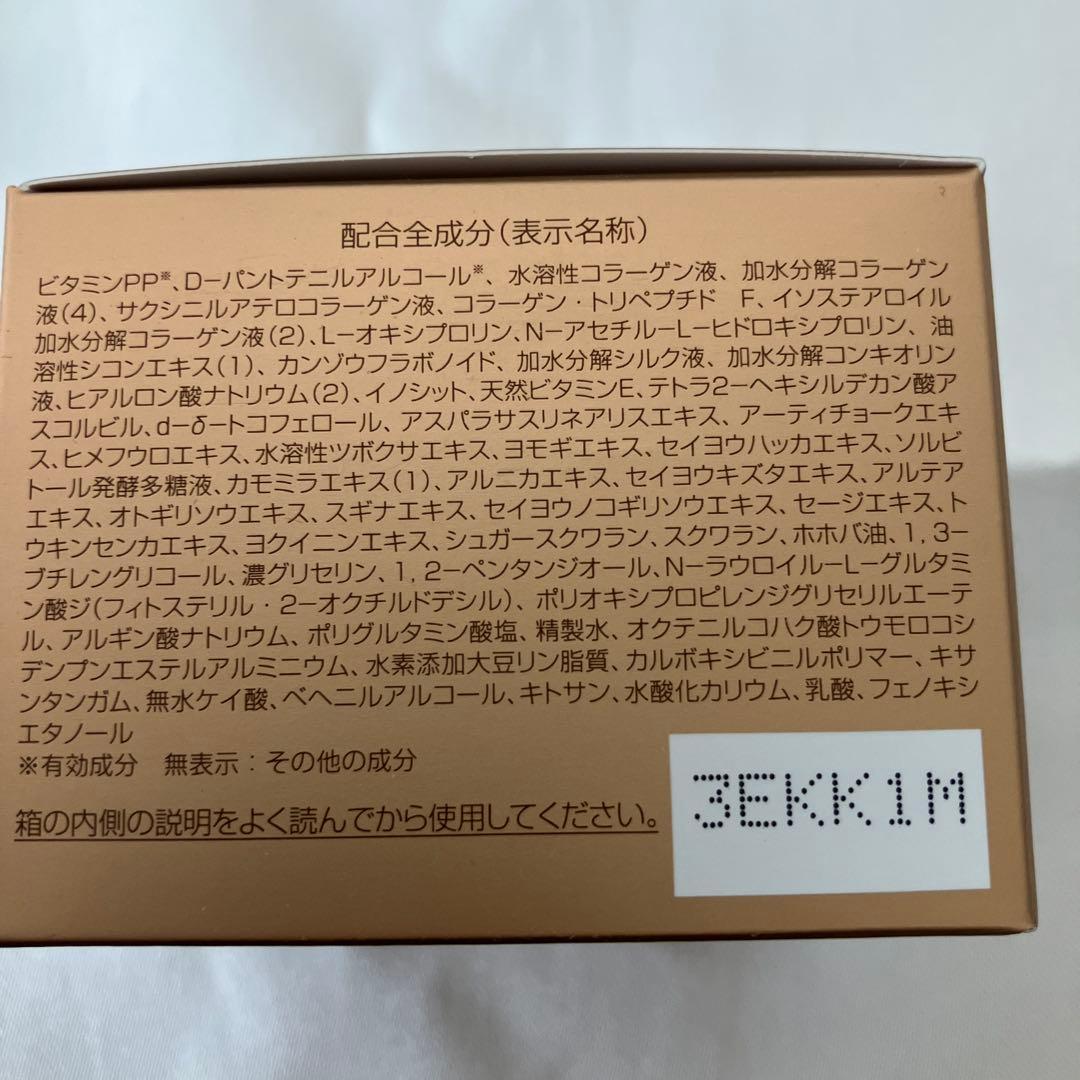 配合全成分(表示名称)
ビタミンPP※、D−パントテニルアルコール※、水溶性コラーゲン液、加水分解コラーゲン
液(4)、サクシニルアテロコラーゲン液、コラーゲン・トリペプチド F、イソステアロイル
加水分解コラーゲン液(2)、L−オキシプロリン、N−アセチル−L−ヒドロキシプロリン、油
溶性シコンエキス(1)、カンゾウフラボノイド、加水分解シルク液、加水分解コンキオリン
液、ヒアルロン酸ナトリウム(2)、イノシット、天然ビタミンE、テトラ2−ヘキシルデカン酸ア
スコルビル、d−δ−トコフェロール、アスパラサスリネアリスエキス、アーティチョークエキ
ス、ヒメフウロエキス、水溶性ツボクサエキス、ヨモギエキス、セイヨウハッカエキス、ソルビ
トール発酵多糖液、カモミラエキス(1)、アルニカエキス、セイヨウキズタエキス、アルテア
エキス、オトギリソウエキス、スギナエキス、セイヨウノコギリソウエキス、セージエキス、ト
ウキンセンカエキス、ヨクイニンエキス、シュガースクワラン、スクワラン、ホホバ油、1,3−
ブチレングリコール、濃グリセリン、1,2−ペンタンジオール、N−ラウロイル−L−グルタミ
ン酸ジ(フィトステリル・2−オクチルドデシル)、ポリオキシプロピレンジグリセリルエーテ
ル、アルギン酸ナトリウム、ポリグルタミン酸塩、精製水、オクテニルコハク酸トウモロコシ
デンプンエステルアルミニウム、水素添加大豆リン脂質、カルボキシビニルポリマー、キサ
ンタンガム、無水ケイ酸、ベヘニルアルコール、キトサン、水酸化カリウム、乳酸、フェノキシ
エタノール
※有効成分 無表示:その他の成分
箱の内側の説明をよく読んでから使用してください。
3EKK1M